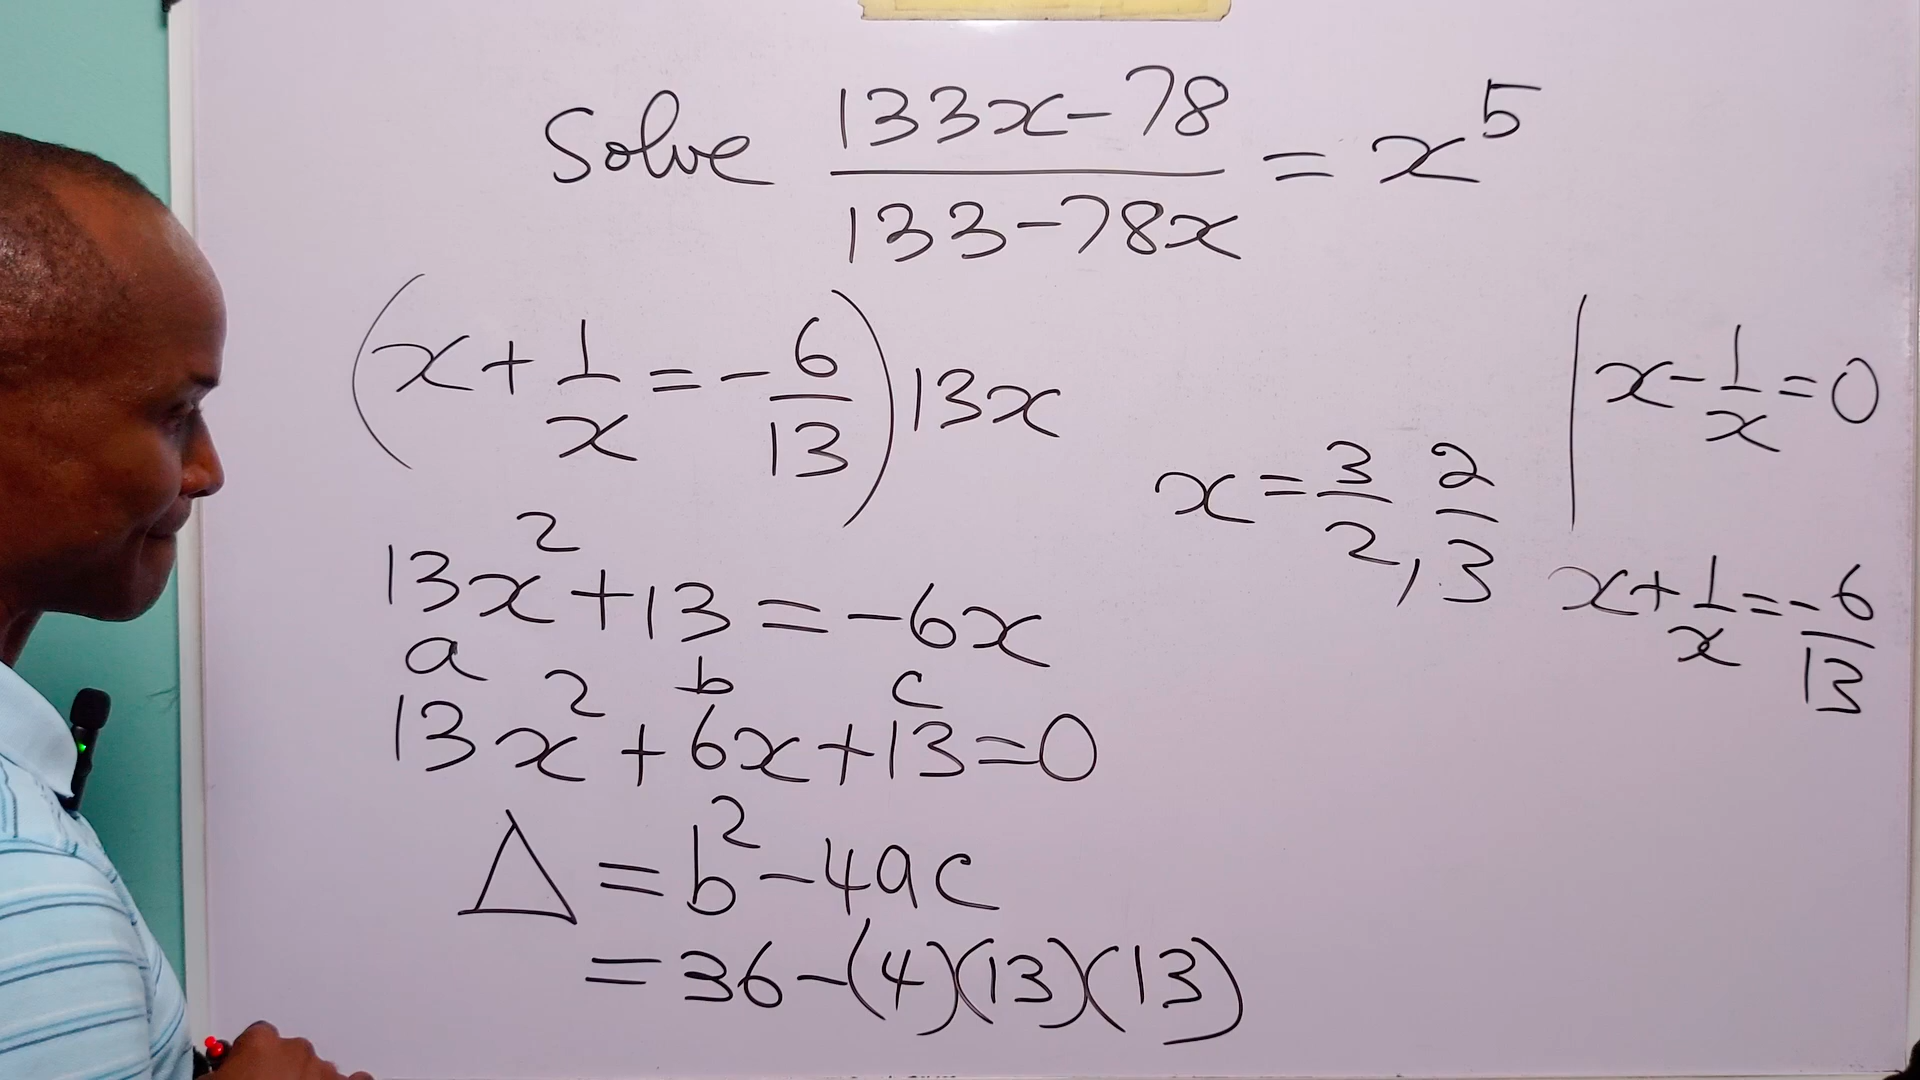 Solve (133x-78)/(133-78x) = x^5
(x+1/x=-6/13)13x
13x^2+13=-6x
a b c
13x^2+6x+13=0
Δ=b^2-4ac
=36-(4)(13)(13)
x=3/2,2/3
x-1/x=0
x+1/x=-6/13